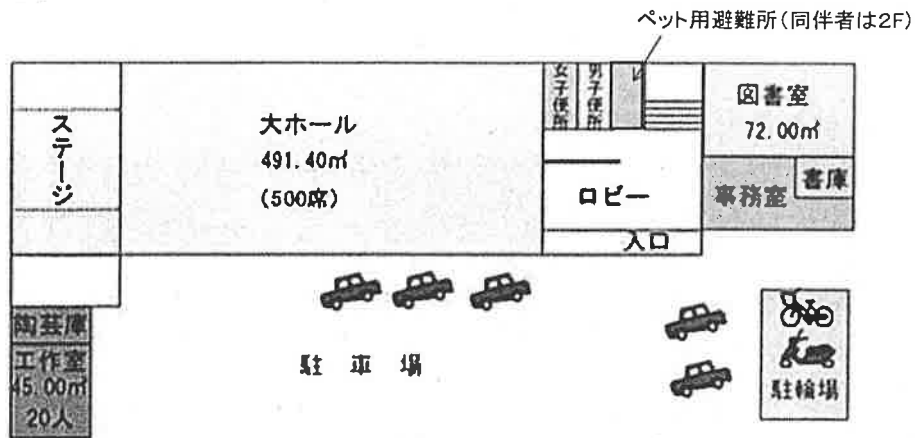 ペット用避難所(同伴者は2F)
女子便所
男子便所
ステージ
大ホール
491.40㎡
(500席)
図書室
72.00㎡
書庫
事務室
ロビー
入口
陶芸庫
工作室
45.00㎡
20人
駐車場
駐輪場